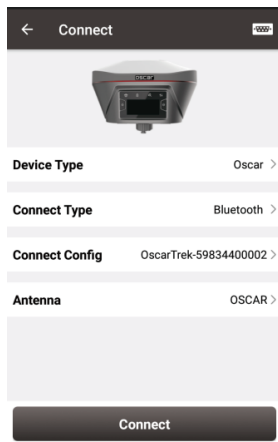 Connect
OSCAR
Device Type Oscar >
Connect Type Bluetooth >
Connect Config OscarTrek-59834400002 >
Antenna OSCAR >
Connect